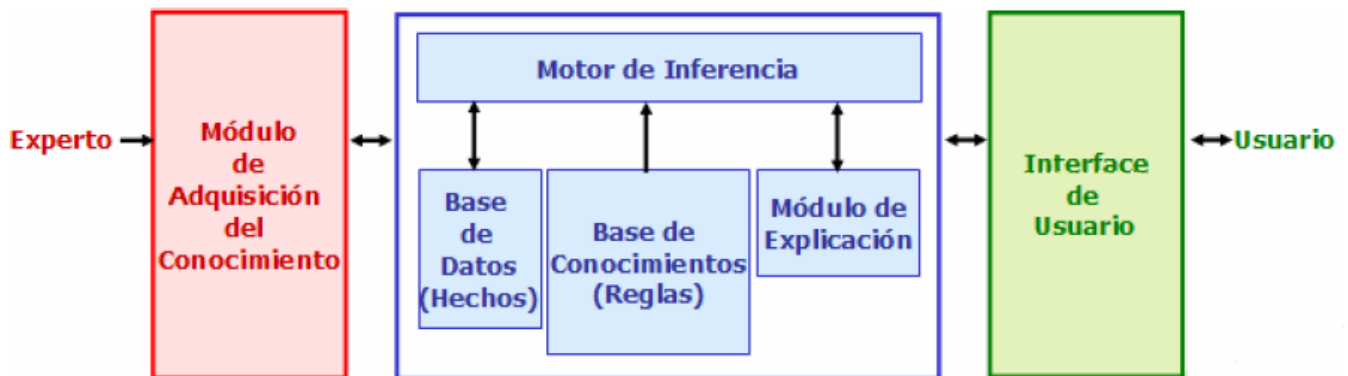 Experto
Módulo
de
Adquisición
del
Conocimiento
Motor de Inferencia
Base
de
Datos
(Hechos)
Base de
Conocimientos
(Reglas)
Módulo de
Explicación
Interface
de
Usuario
Usuario